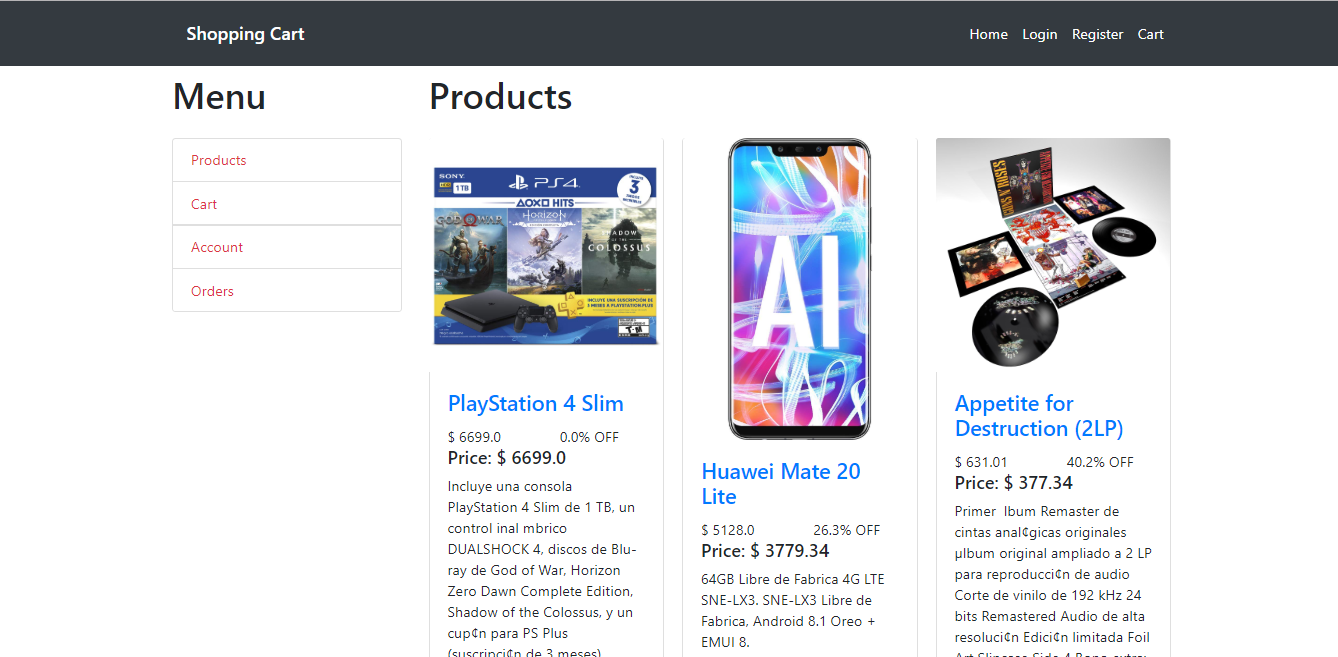 Shopping Cart
Home Login Register Cart
Menu
Products
Cart
Account
Orders
Products
SONY
1TB
PS4
INCLUYE
3
HITS
GOD OF WAR
HORIZON
SHADOW
OF THE
COLOSSUS
INCLUYE UNA SUSCRIPCIÓN DE
3 MESES A PLAYSTATION PLUS
PlayStation 4 Slim
$ 6699.0 0.0% OFF
Price: $ 6699.0
Incluye una consola
PlayStation 4 Slim de 1 TB, un
control inal mbrico
DUALSHOCK 4, discos de Blu-
ray de God of War, Horizon
Zero Dawn Complete Edition,
Shadow of the Colossus, y un
cup¢n para PS Plus
(suscripci¢n de 3 meses)
AI
Huawei Mate 20
Lite
$ 5128.0 26.3% OFF
Price: $ 3779.34
64GB Libre de Fabrica 4G LTE
SNE-LX3. SNE-LX3 Libre de
Fabrica, Android 8.1 Oreo +
EMUI 8.
Appetite for
Destruction (2LP)
$ 631.01 40.2% OFF
Price: $ 377.34
Primer lbum Remaster de
cintas anal¢gicas originales
µlbum original ampliado a 2 LP
para reproducci¢n de audio
Corte de vinilo de 192 kHz 24
bits Remastered Audio de alta
resoluci¢n Edici¢n limitada Foil